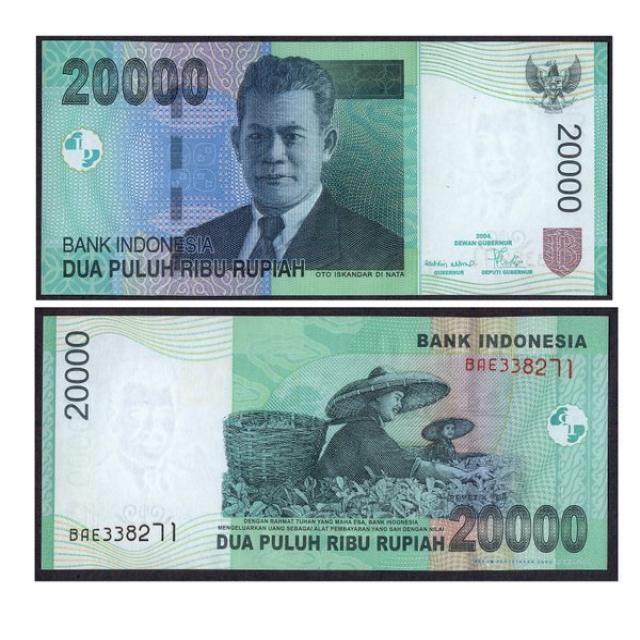 20000
BANK INDONESIA
DUA PULUH RIBU RUPIAH
OTO ISKANDAR DI NATA
20000
2004
DEWAN GUBERNUR
GUBERNUR DEPUTI GUBERNUR
20000
BANK INDONESIA
BAE338271
DENGAN RAHMAT TUHAN YANG MAHA ESA, BANK INDONESIA
MENGELUARKAN UANG SEBAGAI ALAT PEMBAYARAN YANG SAH DENGAN NILAI
DUA PULUH RIBU RUPIAH 20000
BAE338271